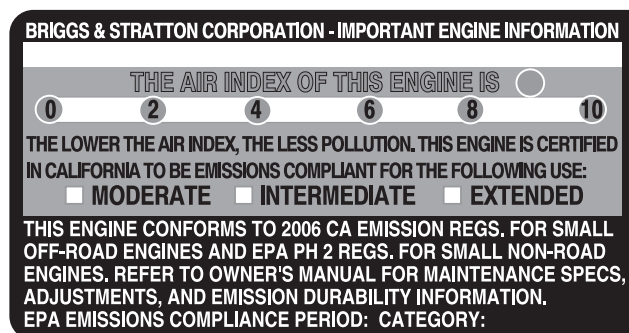 BRIGGS & STRATTON CORPORATION - IMPORTANT ENGINE INFORMATION
THE AIR INDEX OF THIS ENGINE IS
0 2 4 6 8 10
THE LOWER THE AIR INDEX, THE LESS POLLUTION. THIS ENGINE IS CERTIFIED
IN CALIFORNIA TO BE EMISSIONS COMPLIANT FOR THE FOLLOWING USE:
MODERATE INTERMEDIATE EXTENDED
THIS ENGINE CONFORMS TO 2006 CA EMISSION REGS. FOR SMALL
OFF-ROAD ENGINES AND EPA PH 2 REGS. FOR SMALL NON-ROAD
ENGINES. REFER TO OWNER'S MANUAL FOR MAINTENANCE SPECS,
ADJUSTMENTS, AND EMISSION DURABILITY INFORMATION.
EPA EMISSIONS COMPLIANCE PERIOD: CATEGORY: